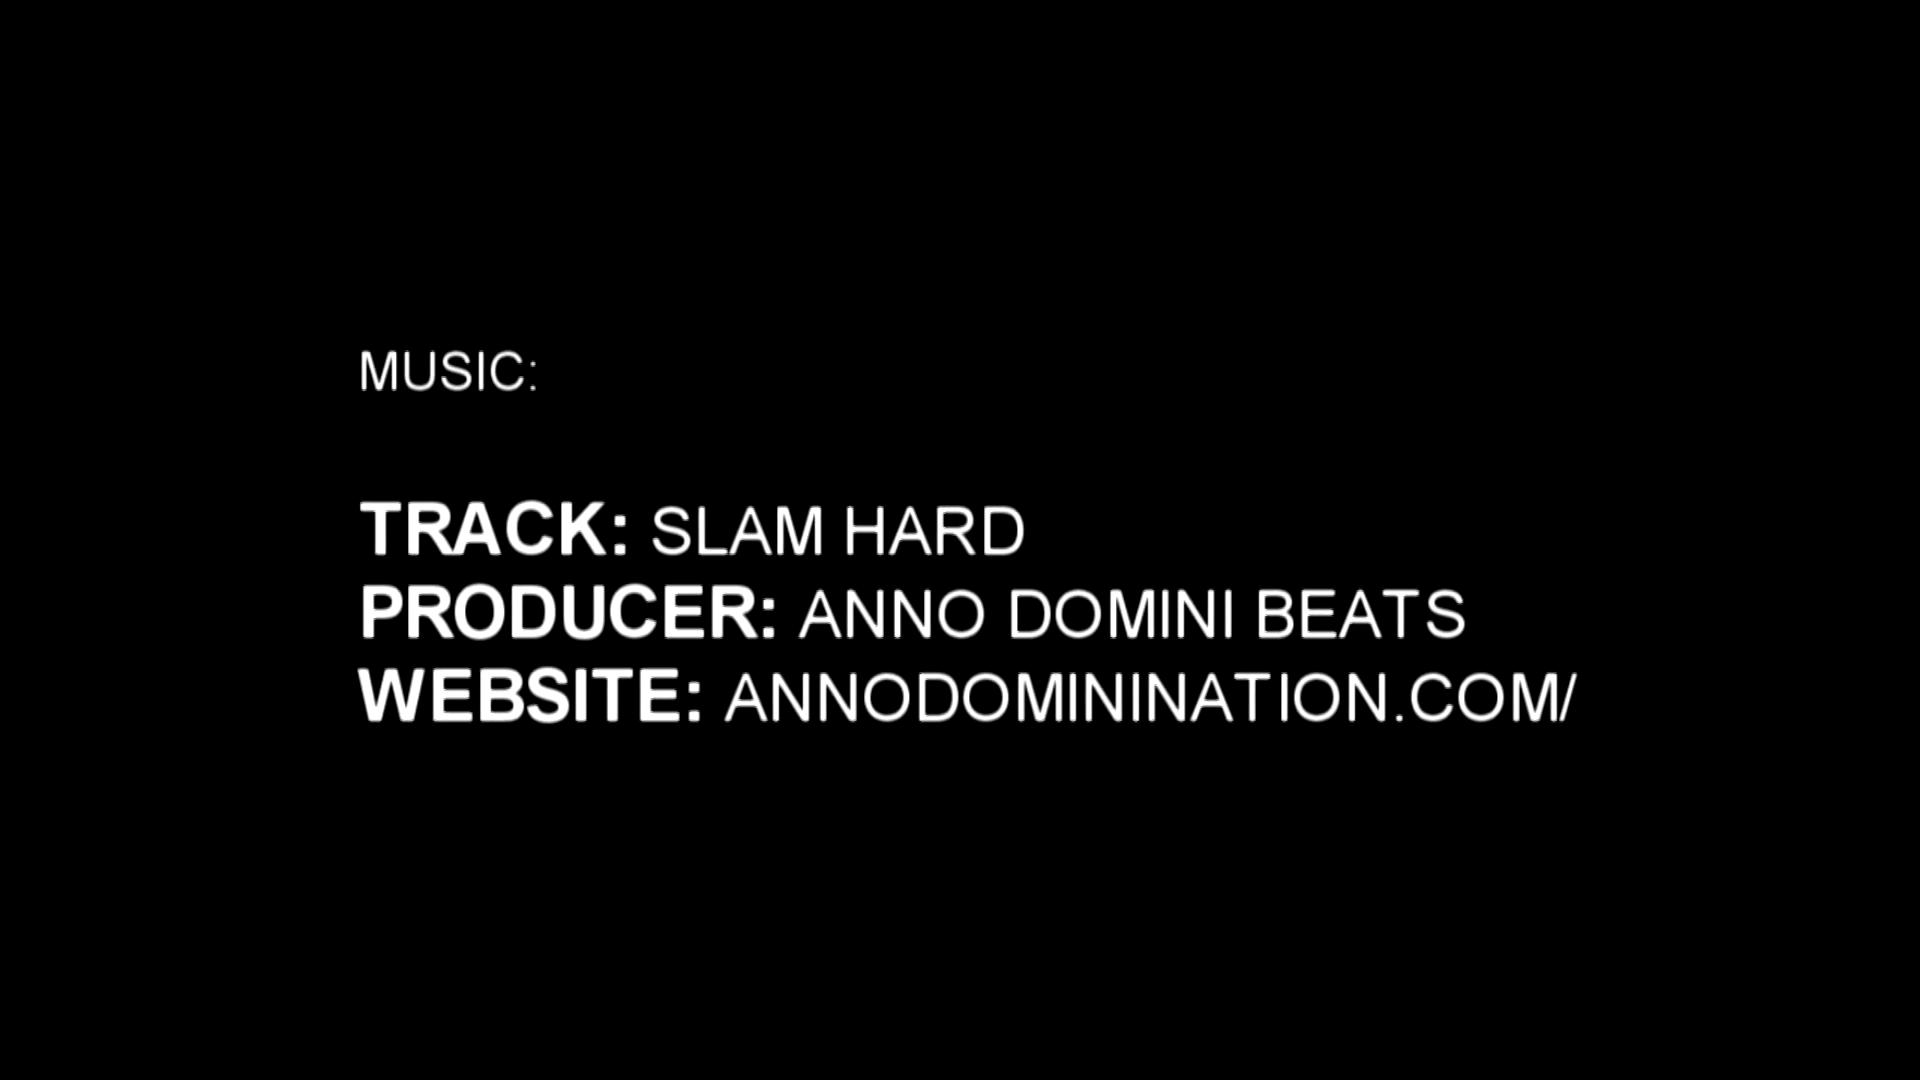 MUSIC:
TRACK: SLAM HARD
PRODUCER: ANNO DOMINI BEATS
WEBSITE: ANNODOMININATION.COM/